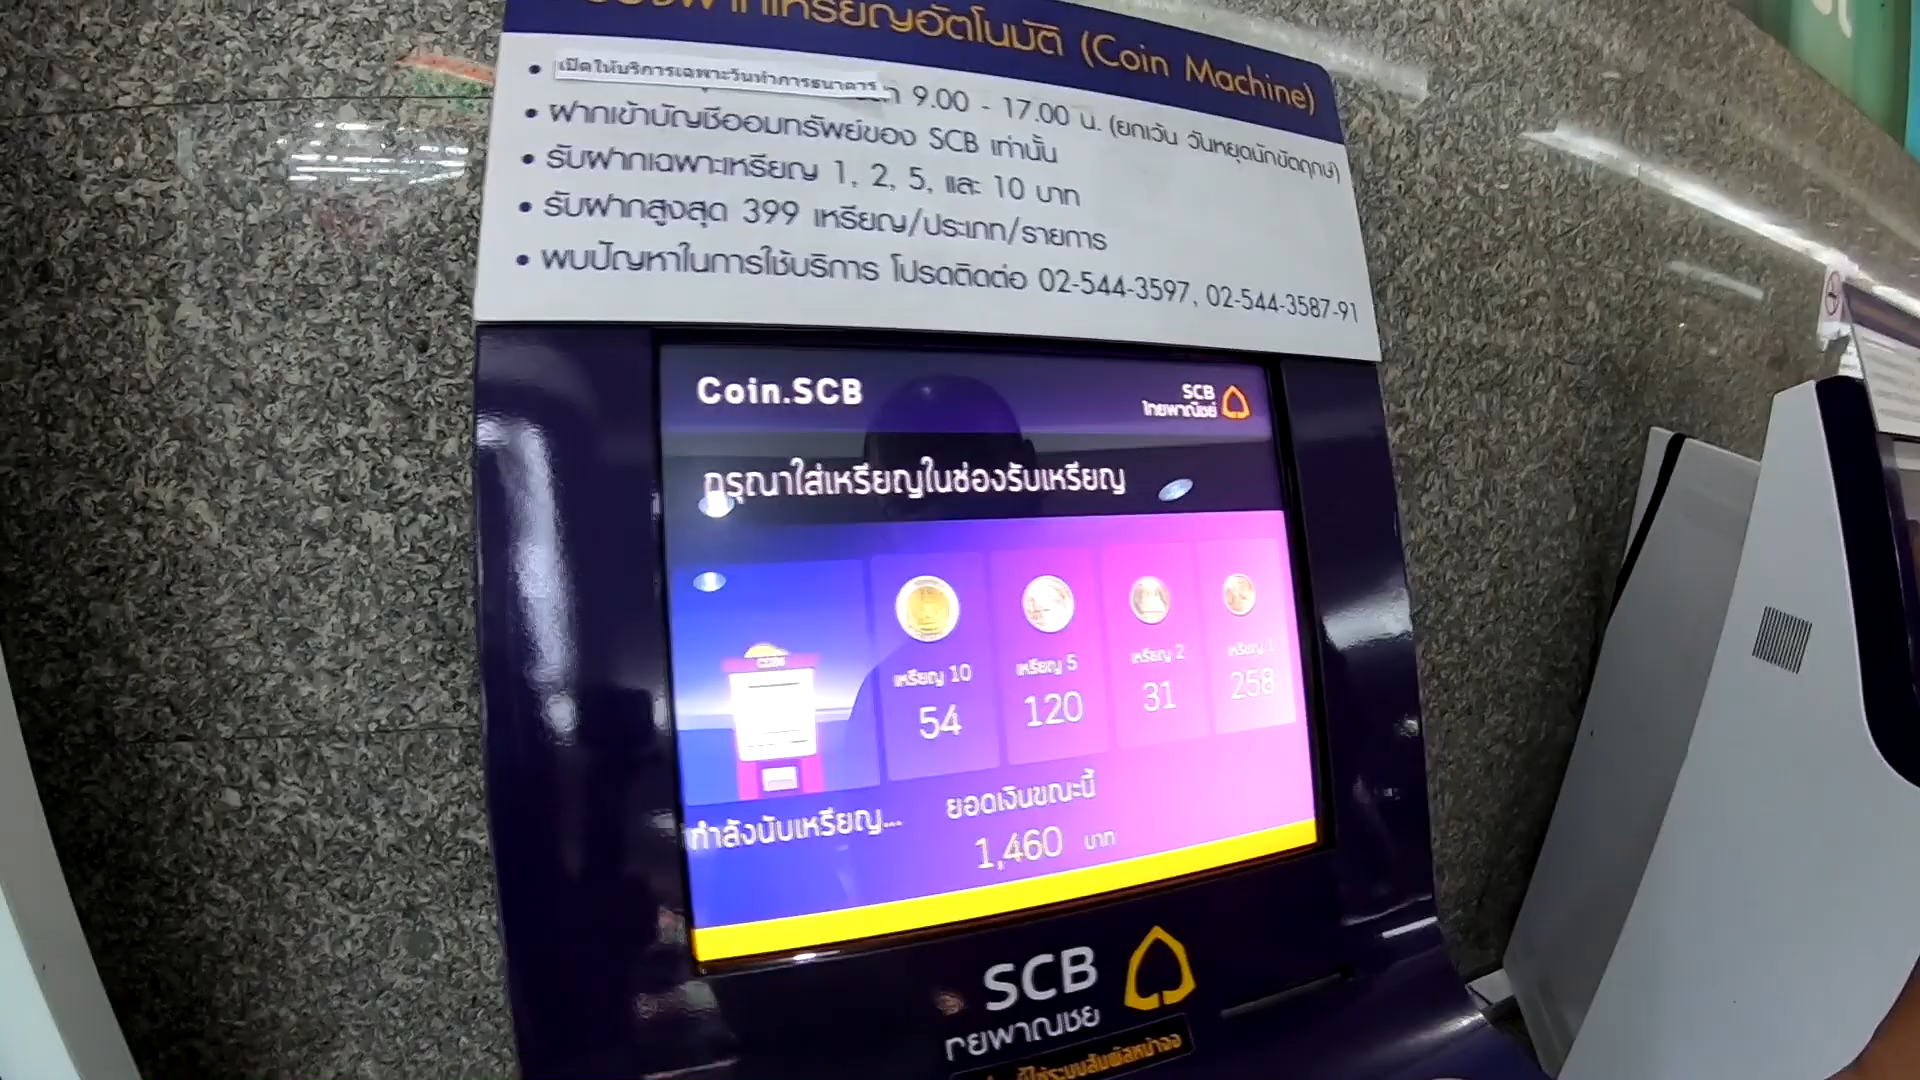 เหรียญอัตโนมัติ (Coin Machine)
• เปิดให้บริการเฉพาะวันทำการธนาคาร 9.00 - 17.00 น. (ยกเว้น วันหยุดนักขัตฤกษ์)
• ฝากเข้าบัญชีออมทรัพย์ของ SCB เท่านั้น
• รับฝากเฉพาะเหรียญ 1, 2, 5, และ 10 บาท
• รับฝากสูงสุด 399 เหรียญ/ประเภท/รายการ
• พบปัญหาในการใช้บริการ โปรดติดต่อ 02-544-3597, 02-544-3587-91
Coin.SCB
SCB
ไทยพาณิชย์
กรุณาใส่เหรียญในช่องรับเหรียญ
COIN
เหรียญ 10
54
เหรียญ 5
120
เหรียญ 2
31
เหรียญ 1
258
กำลังนับเหรียญ...
ยอดเงินขณะนี้
1,460 บาท
SCB
ไทยพาณิชย์
ระบบสัมผัสหน้าจอ